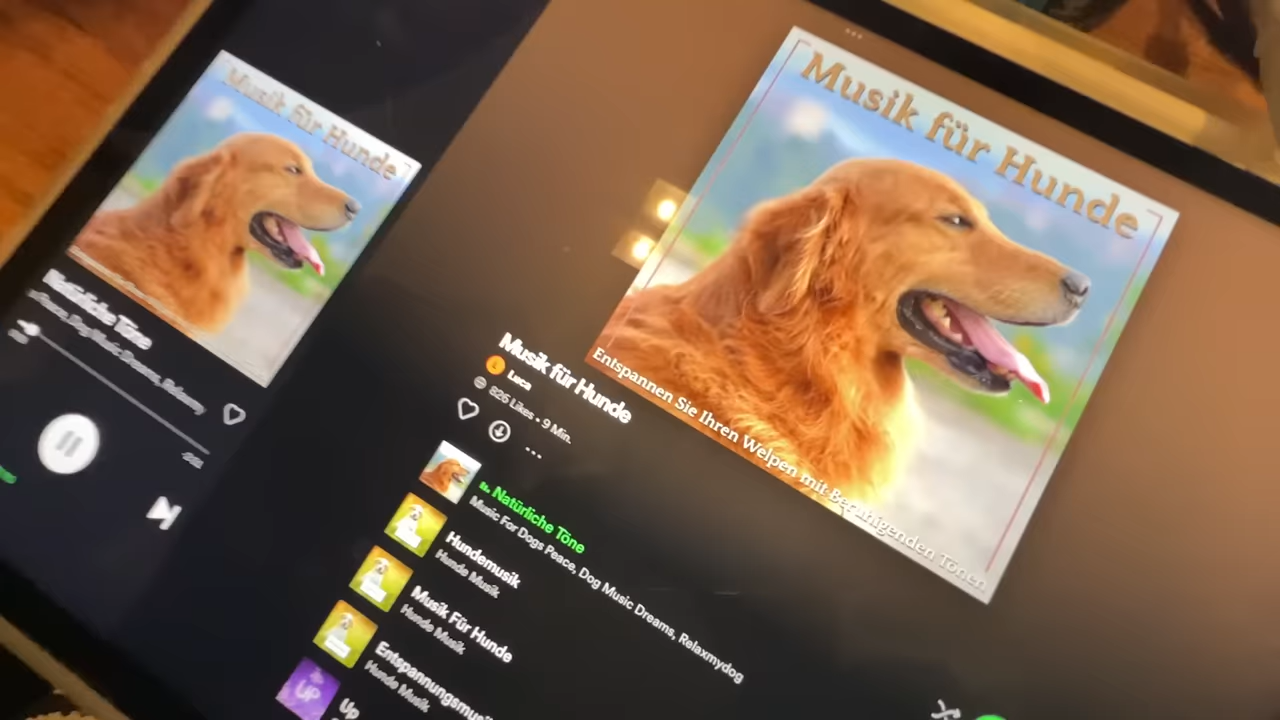 Musik für Hunde
Natürliche Töne
Musik für Hunde
Entspannen Sie Ihren Welpen mit Beruhigenden Tönen
Musik für Hunde
Luca
826 Likes • 9 Min.
Natürliche Töne
Music For Dogs Peace, Dog Music Dreams, Relaxmydog
Hundemusik
Hunde Musik
Musik Für Hunde
Hunde Musik
Hunde Musik
UP
Up